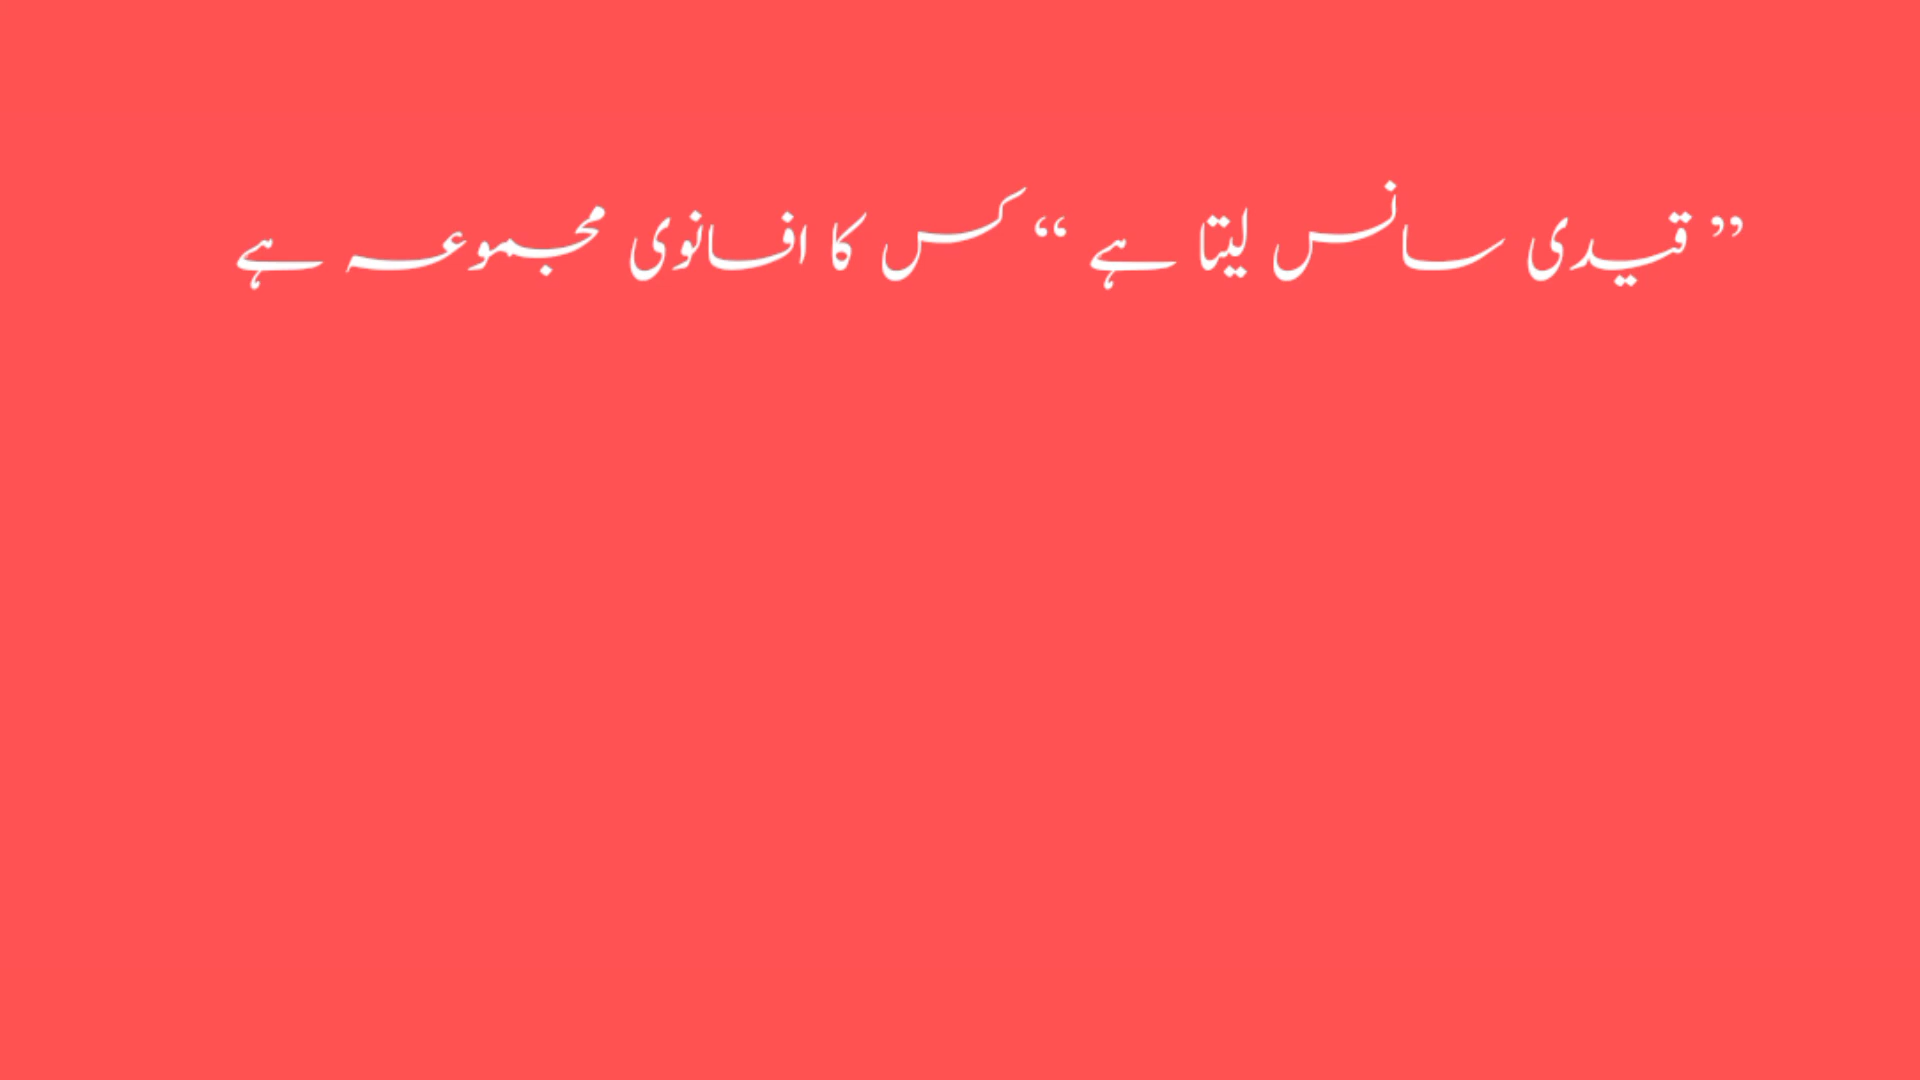 ” قیدی سانس لیتا ہے “ کس کا افسانوی مجموعہ ہے